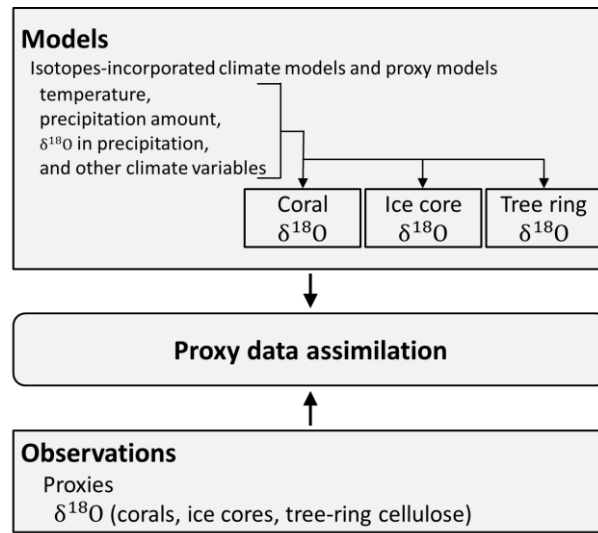 Models
Isotopes-incorporated climate models and proxy models
temperature,
precipitation amount,
δ¹⁸O in precipitation,
and other climate variables
Coral
δ¹⁸O
Ice core
δ¹⁸O
Tree ring
δ¹⁸O
Proxy data assimilation
Observations
Proxies
δ¹⁸O (corals, ice cores, tree-ring cellulose)